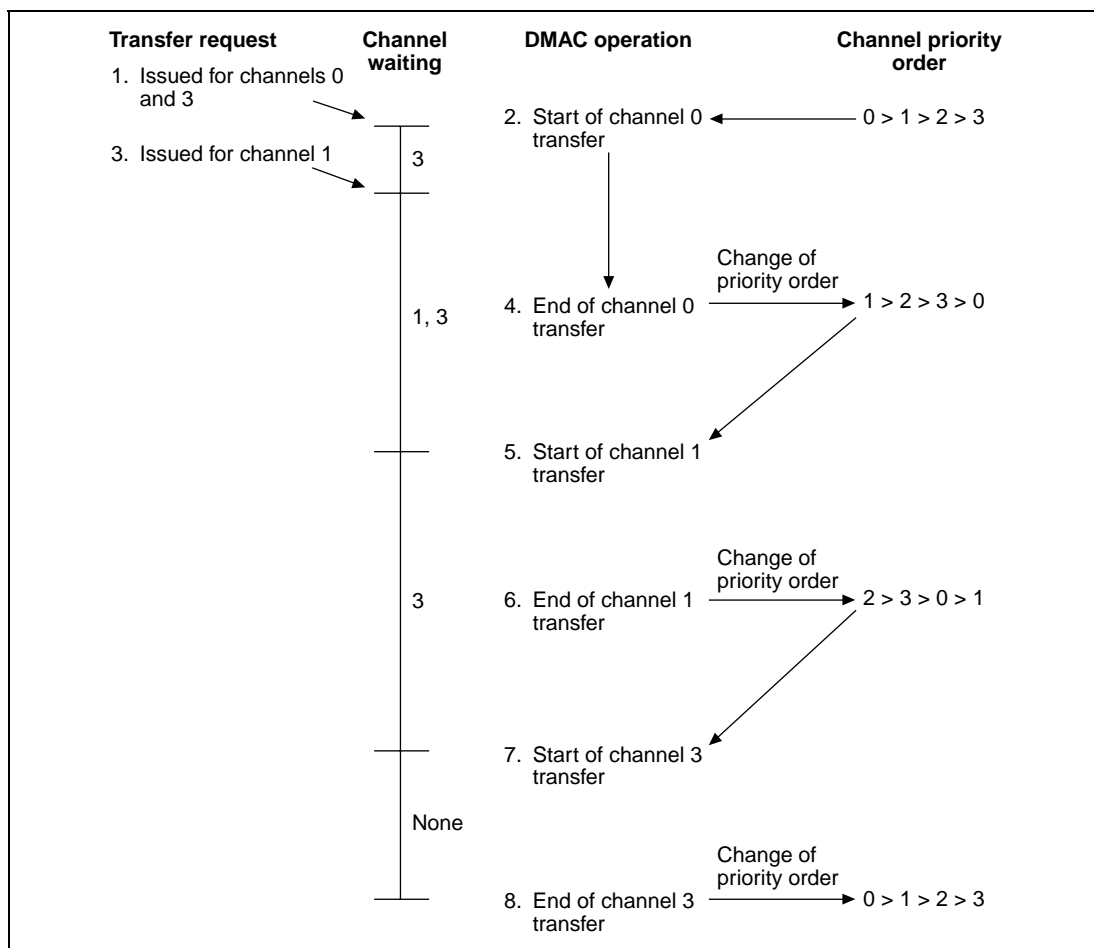 Transfer request
Channel
waiting
DMAC operation
Channel priority
order
1. Issued for channels 0
and 3
2. Start of channel 0
transfer
0 > 1 > 2 > 3
3. Issued for channel 1
3
1, 3
Change of
priority order
4. End of channel 0
transfer
1 > 2 > 3 > 0
5. Start of channel 1
transfer
3
Change of
priority order
6. End of channel 1
transfer
2 > 3 > 0 > 1
7. Start of channel 3
transfer
None
Change of
priority order
8. End of channel 3
transfer
0 > 1 > 2 > 3